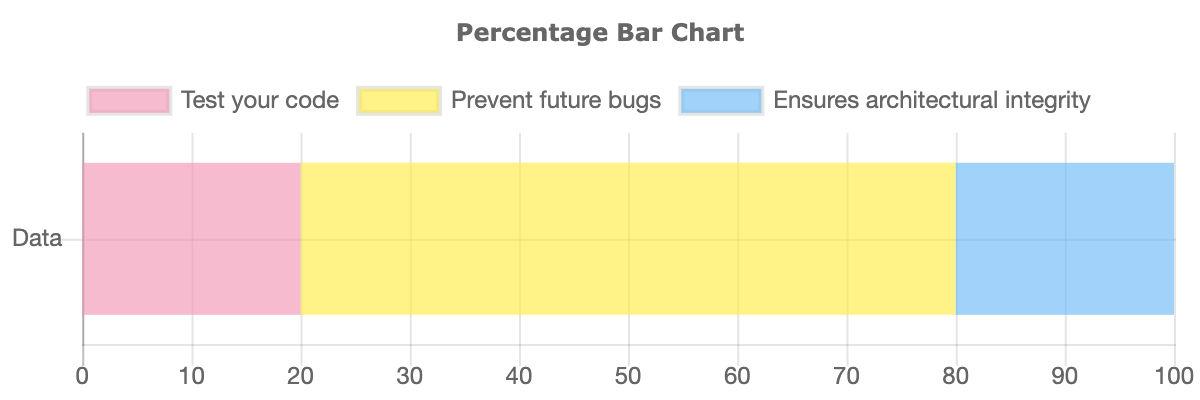 Percentage Bar Chart
Test your code Prevent future bugs Ensures architectural integrity
Data
0 10 20 30 40 50 60 70 80 90 100